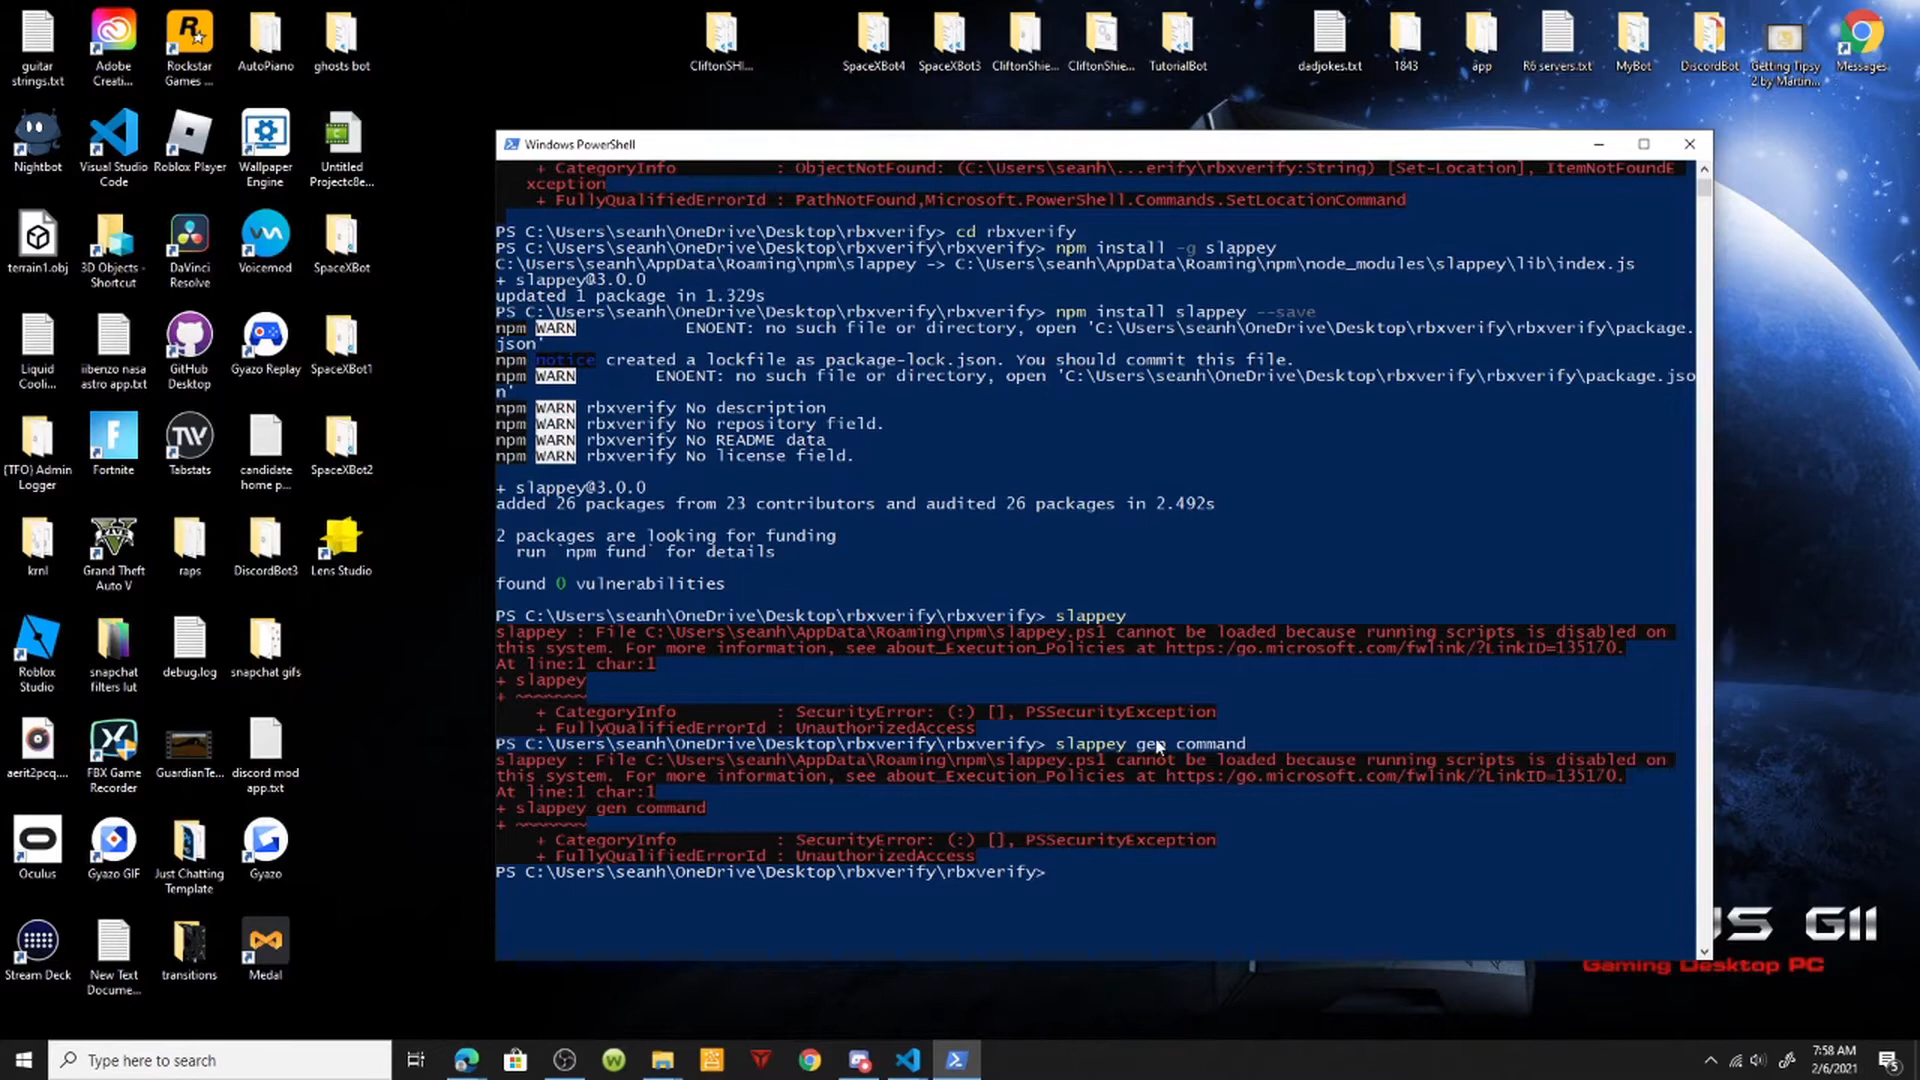 guitar
strings.txt
Adobe
Creati...
Rockstar
Games ...
AutoPiano
ghosts bot
CliftonSHI...
SpaceXBot4
SpaceXBot3
CliftonShie...
CliftonShie...
TutorialBot
dadjokes.txt
1843
app
R6 servers.txt
MyBot
DiscordBot
Getting Tipsy
2 by Martin...
Messages
Nightbot
Visual Studio
Code
Roblox Player
Wallpaper
Engine
Untitled
Projectc8e...
terrain1.obj
3D Objects -
Shortcut
DaVinci
Resolve
Voicemod
SpaceXBot
Liquid
Cooli...
iibenzo nasa
astro app.txt
GitHub
Desktop
Gyazo Replay
SpaceXBot1
[TFO) Admin
Logger
Fortnite
Tabstats
candidate
home p...
SpaceXBot2
krnl
Grand Theft
Auto V
raps
DiscordBot3
Lens Studio
Roblox
Studio
snapchat
filters lut
debug.log
snapchat gifs
aerit2pcq....
FBX Game
Recorder
GuardianTe...
discord mod
app.txt
Oculus
Gyazo GIF
Just Chatting
Template
Gyazo
Stream Deck
New Text
Docume...
transitions
Medal
Windows PowerShell
+ CategoryInfo : ObjectNotFound: (C:\Users\seanh\...erify\rbxverify:String) [Set-Location], ItemNotFoundE
xception
+ FullyQualifiedErrorId : PathNotFound,Microsoft.PowerShell.Commands.SetLocationCommand
PS C:\Users\seanh\OneDrive\Desktop\rbxverify> cd rbxverify
PS C:\Users\seanh\OneDrive\Desktop\rbxverify\rbxverify> npm install -g slappey
C:\Users\seanh\AppData\Roaming\npm\slappey -> C:\Users\seanh\AppData\Roaming\npm\node_modules\slappey\lib\index.js
+ slappey@3.0.0
updated 1 package in 1.329s
PS C:\Users\seanh\OneDrive\Desktop\rbxverify\rbxverify> npm install slappey --save
npm WARN ENOENT: no such file or directory, open 'C:\Users\seanh\OneDrive\Desktop\rbxverify\rbxverify\package.
json'
npm notice created a lockfile as package-lock.json. You should commit this file.
npm WARN ENOENT: no such file or directory, open 'C:\Users\seanh\OneDrive\Desktop\rbxverify\rbxverify\package.jso
n'
npm WARN rbxverify No description
npm WARN rbxverify No repository field.
npm WARN rbxverify No README data
npm WARN rbxverify No license field.
+ slappey@3.0.0
added 26 packages from 23 contributors and audited 26 packages in 2.492s
2 packages are looking for funding
run `npm fund` for details
found 0 vulnerabilities
PS C:\Users\seanh\OneDrive\Desktop\rbxverify\rbxverify> slappey
slappey : File C:\Users\seanh\AppData\Roaming\npm\slappey.ps1 cannot be loaded because running scripts is disabled on
this system. For more information, see about_Execution_Policies at https:/go.microsoft.com/fwlink/?LinkID=135170.
At line:1 char:1
+ slappey
+ ~~~~~~~
+ CategoryInfo : SecurityError: (:) [], PSSecurityException
+ FullyQualifiedErrorId : UnauthorizedAccess
PS C:\Users\seanh\OneDrive\Desktop\rbxverify\rbxverify> slappey gen command
slappey : File C:\Users\seanh\AppData\Roaming\npm\slappey.ps1 cannot be loaded because running scripts is disabled on
this system. For more information, see about_Execution_Policies at https:/go.microsoft.com/fwlink/?LinkID=135170.
At line:1 char:1
+ slappey gen command
+ ~~~~~~~
+ CategoryInfo : SecurityError: (:) [], PSSecurityException
+ FullyQualifiedErrorId : UnauthorizedAccess
PS C:\Users\seanh\OneDrive\Desktop\rbxverify\rbxverify>
S G11
Gaming Desktop PC
Type here to search
7:58 AM
2/6/2021
5